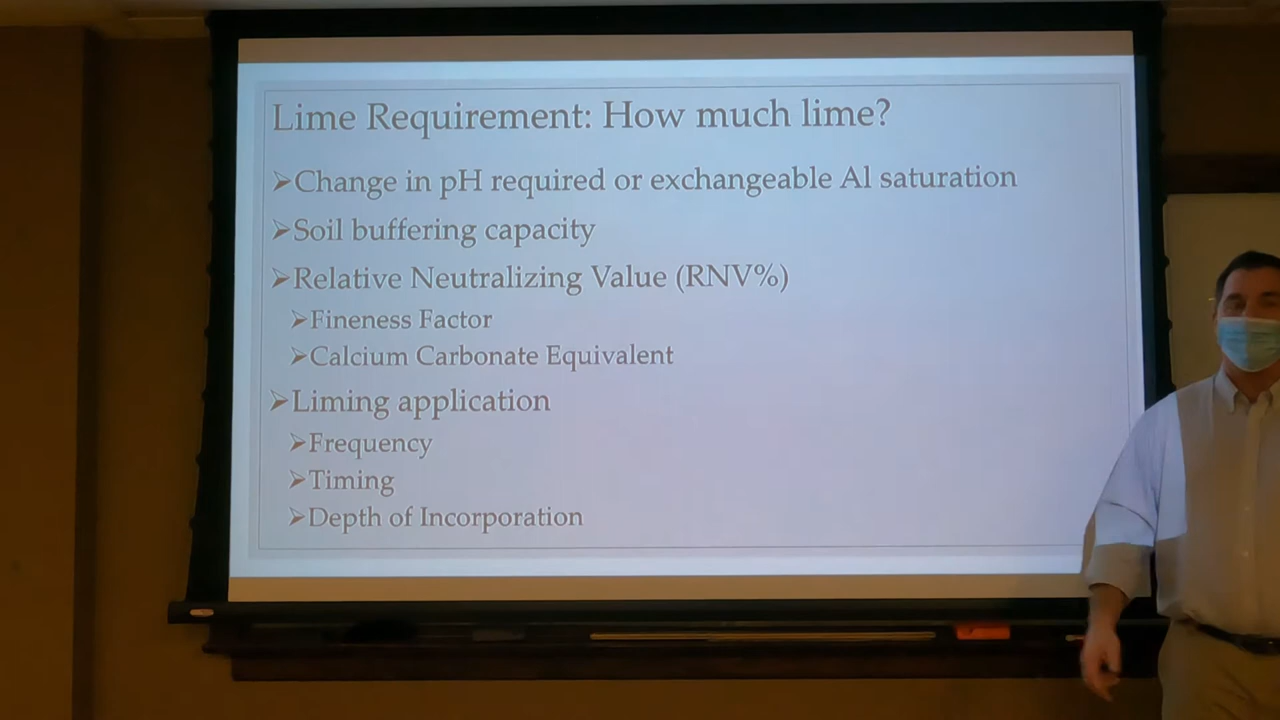 Lime Requirement: How much lime?
➢Change in pH required or exchangeable Al saturation
➢Soil buffering capacity
➢Relative Neutralizing Value (RNV%)
➢Fineness Factor
➢Calcium Carbonate Equivalent
➢Liming application
➢Frequency
➢Timing
➢Depth of Incorporation